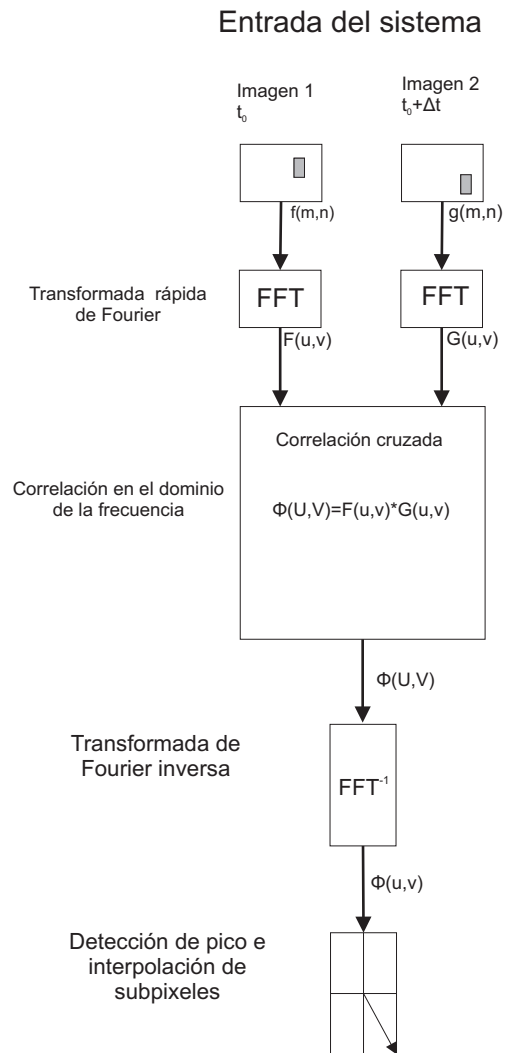 Entrada del sistema
Imagen 1
t₀
Imagen 2
t₀+Δt
f(m,n)
g(m,n)
Transformada rápida
de Fourier
FFT
FFT
F(u,v)
G(u,v)
Correlación cruzada
Correlación en el dominio
de la frecuencia
Φ(U,V)=F(u,v)*G(u,v)
Φ(U,V)
Transformada de
Fourier inversa
FFT⁻¹
Φ(u,v)
Detección de pico e
interpolación de
subpixeles